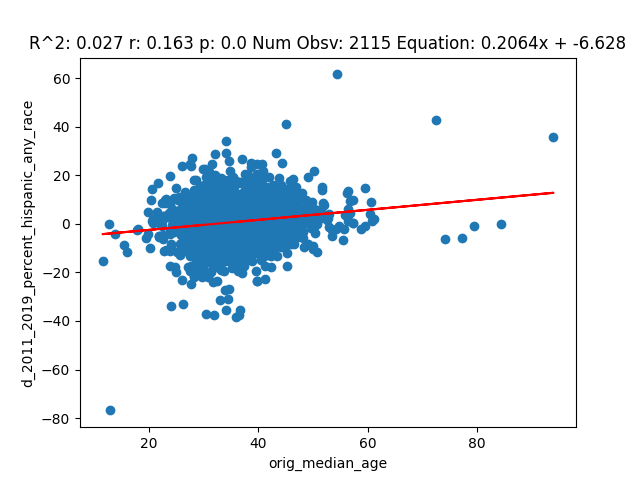 R^2: 0.027 r: 0.163 p: 0.0 Num Obsv: 2115 Equation: 0.2064x + -6.628
60
40
20
0
−20
−40
−60
−80
d_2011_2019_percent_hispanic_any_race
20 40 60 80
orig_median_age